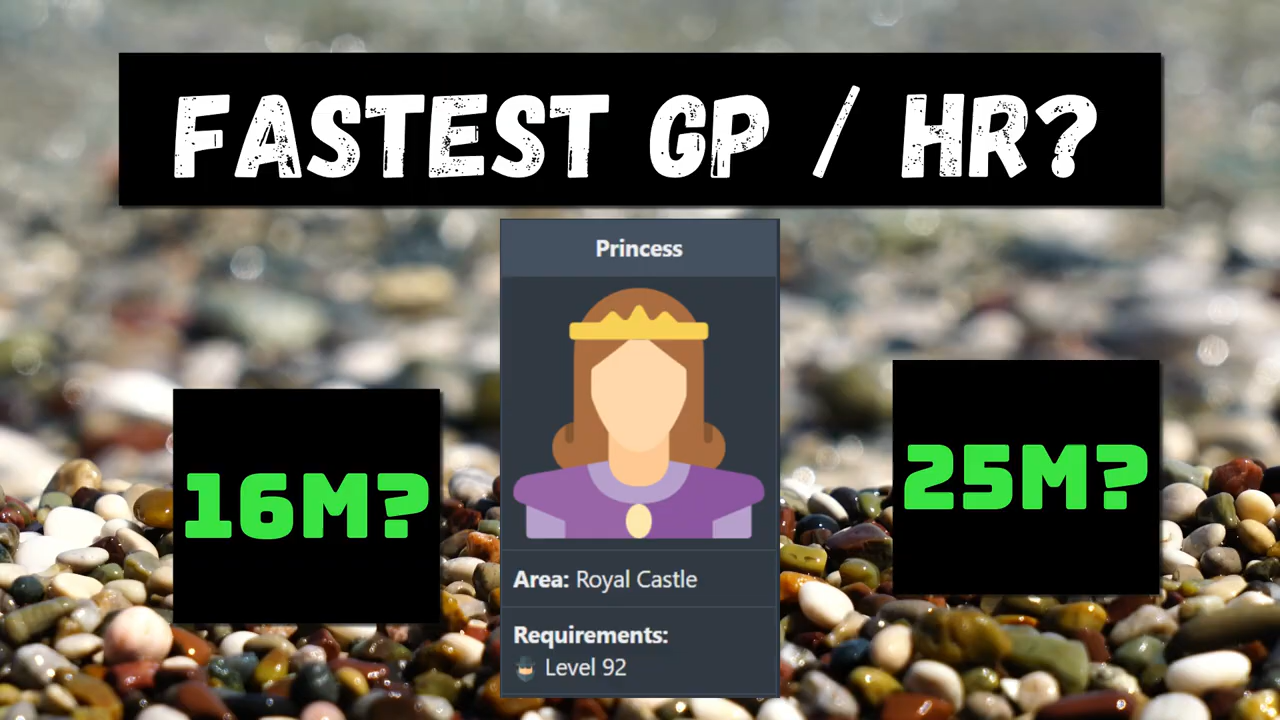 FASTEST GP / HR?
Princess
16M?
25M?
Area: Royal Castle
Requirements:
Level 92